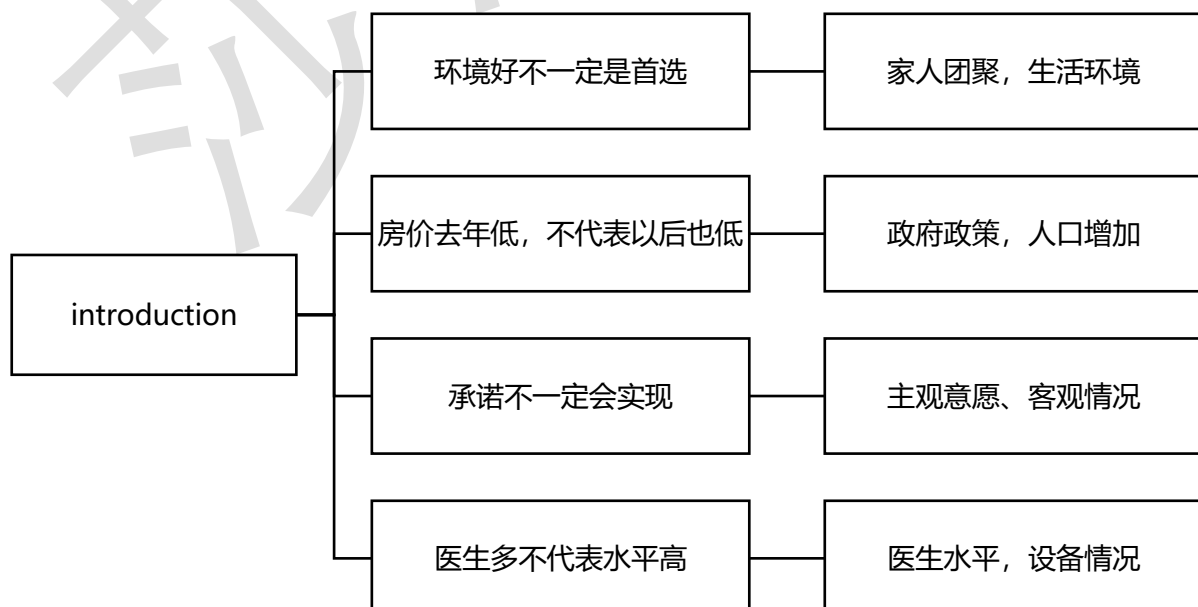 introduction
环境好不一定是首选
家人团聚，生活环境
房价去年低，不代表以后也低
政府政策，人口增加
承诺不一定会实现
主观意愿、客观情况
医生多不代表水平高
医生水平，设备情况